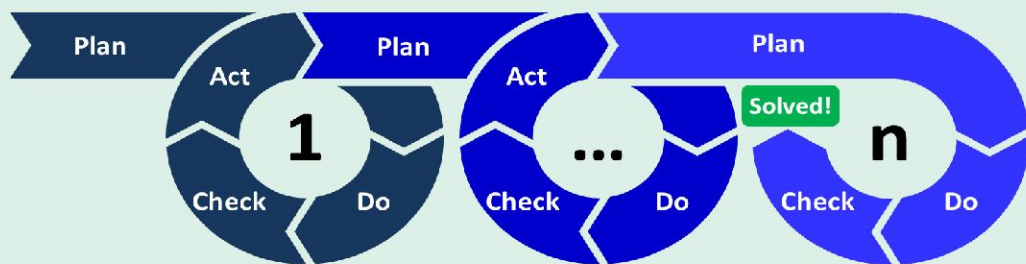 Plan
Act
1
Check
Do
Plan
Act
...
Check
Do
Plan
Solved!
n
Check
Do